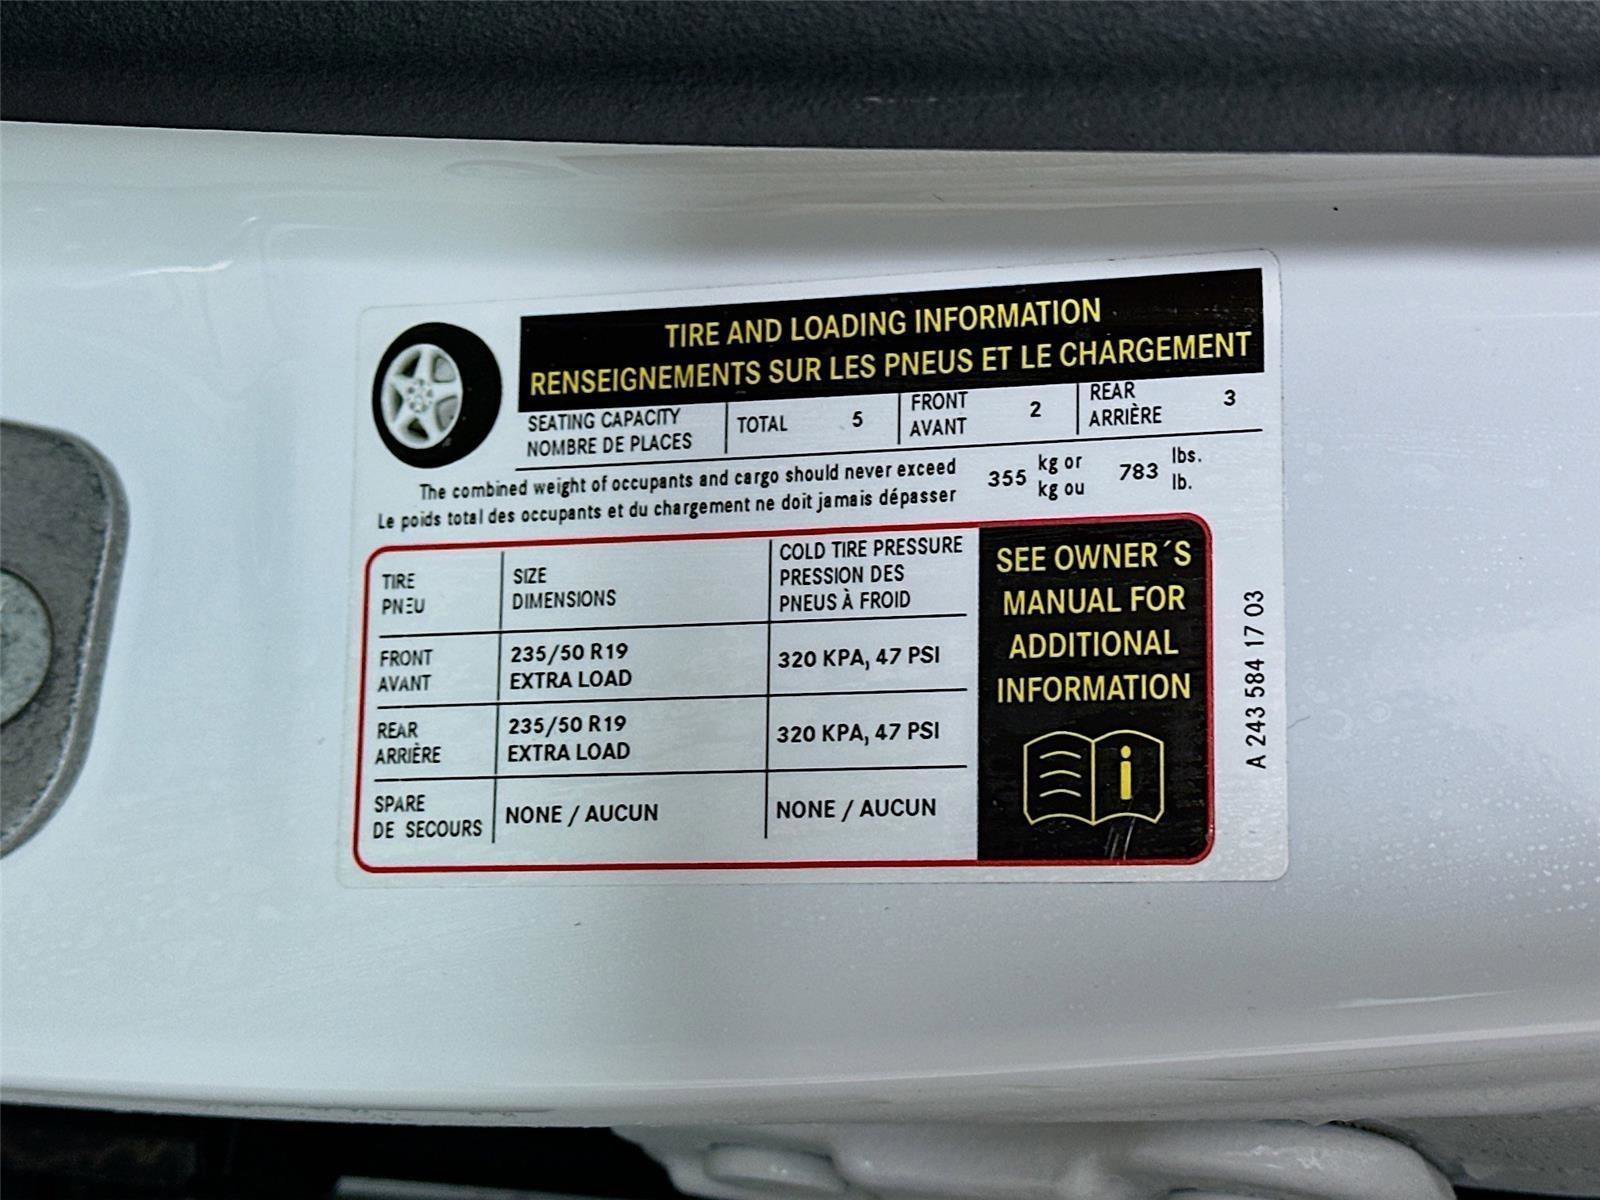 TIRE AND LOADING INFORMATION
RENSEIGNEMENTS SUR LES PNEUS ET LE CHARGEMENT
SEATING CAPACITY
NOMBRE DE PLACES
TOTAL 5
FRONT
AVANT
2
REAR
ARRIÈRE
3
The combined weight of occupants and cargo should never exceed
Le poids total des occupants et du chargement ne doit jamais dépasser
355
kg or
kg ou
783
lbs.
lb.
TIRE
PNEU
SIZE
DIMENSIONS
COLD TIRE PRESSURE
PRESSION DES
PNEUS À FROID
FRONT
AVANT
235/50 R19
EXTRA LOAD
320 KPA, 47 PSI
REAR
ARRIÈRE
235/50 R19
EXTRA LOAD
320 KPA, 47 PSI
SPARE
DE SECOURS
NONE / AUCUN
NONE / AUCUN
SEE OWNER´S
MANUAL FOR
ADDITIONAL
INFORMATION
i
A 243 584 17 03